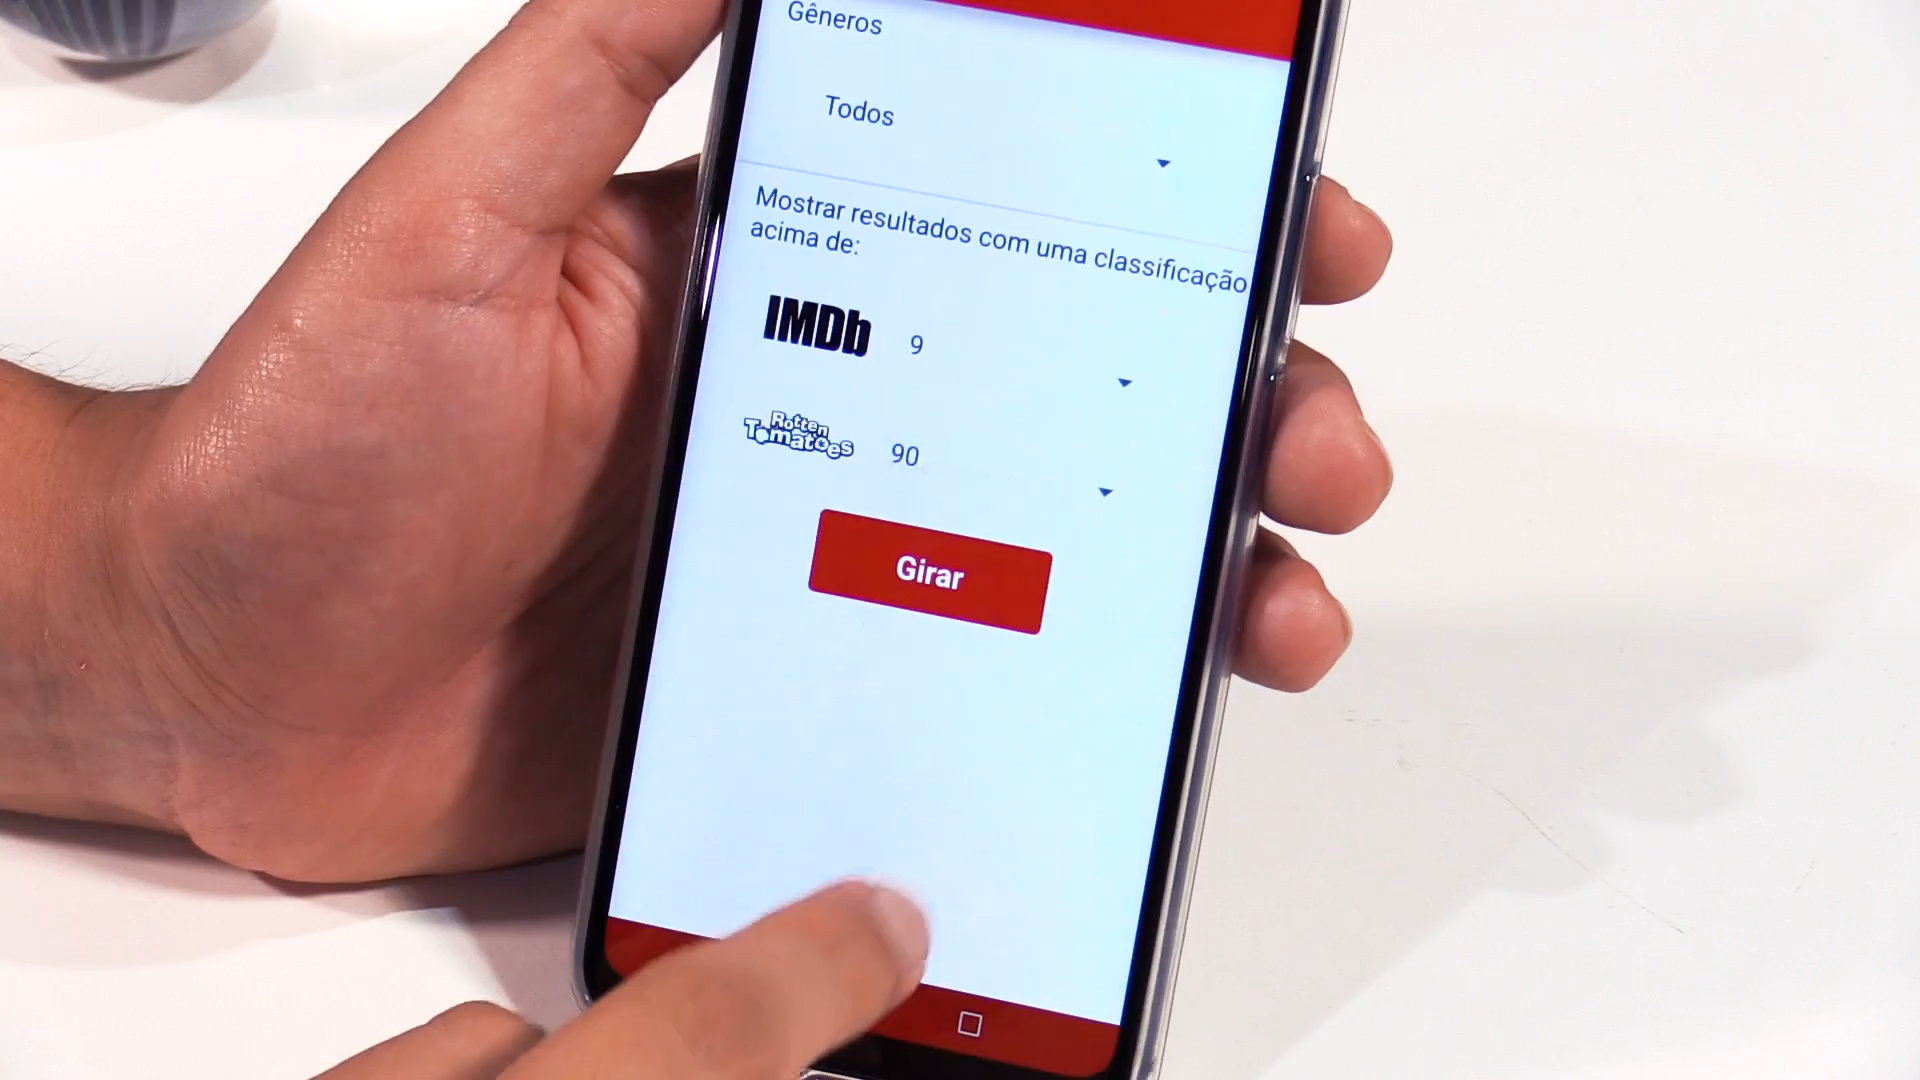 Gêneros
Todos
Mostrar resultados com uma classificação
acima de:
IMDb 9
Rotten
Tomatoes 90
Girar